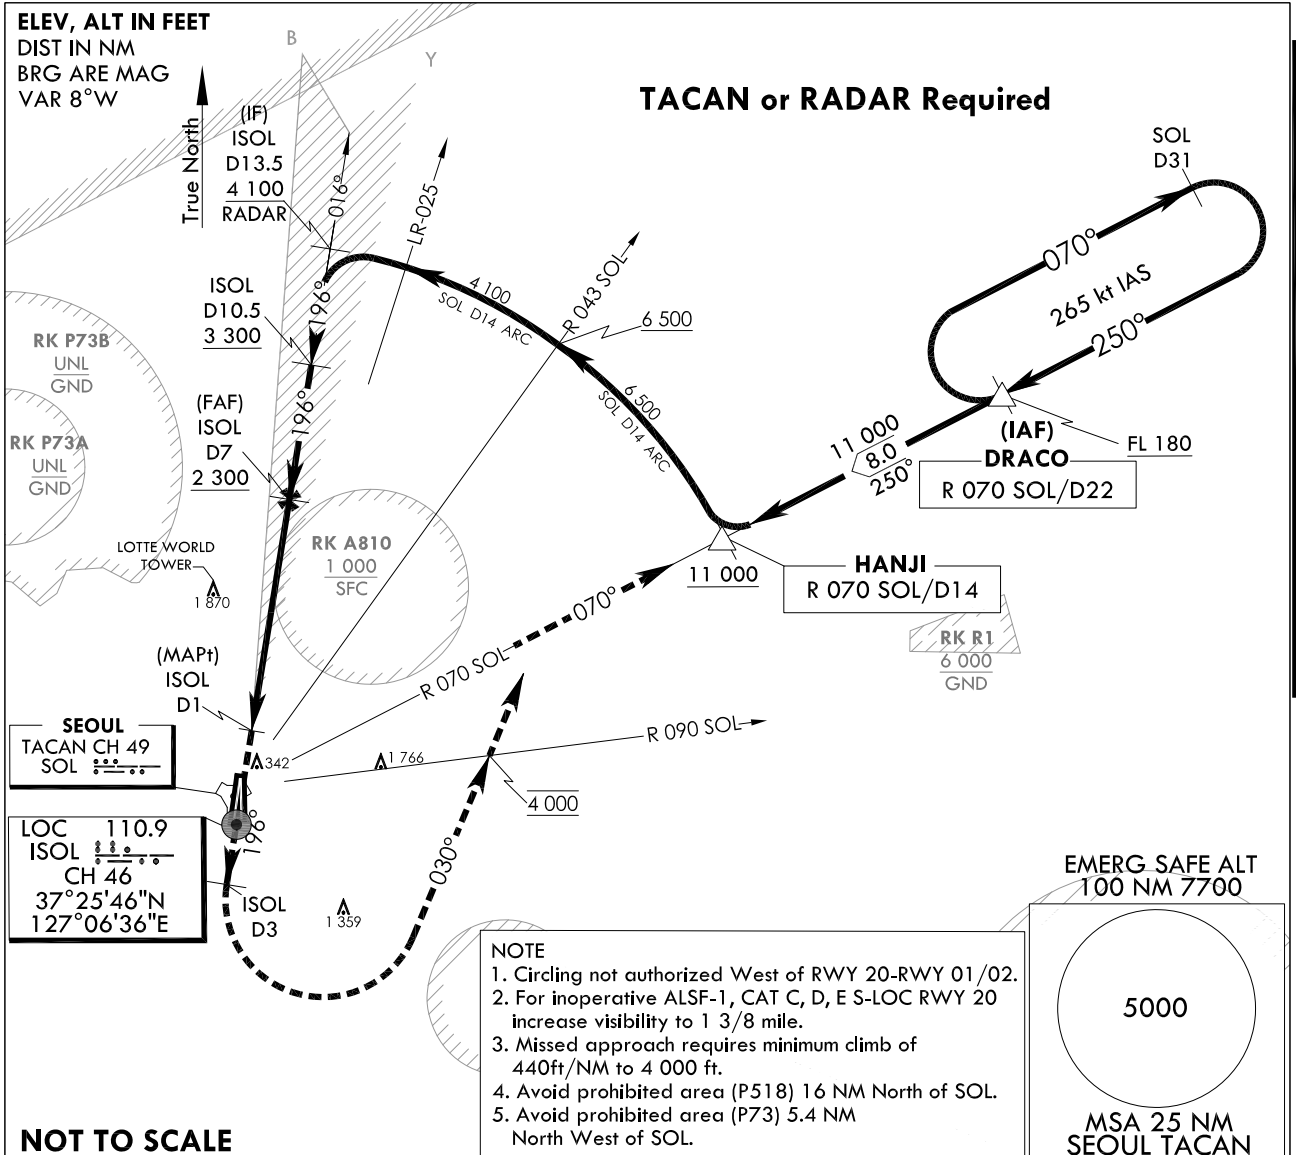 ELEV, ALT IN FEET
DIST IN NM
BRG ARE MAG
VAR 8°W
True North
B
Y
TACAN or RADAR Required
(IF)
ISOL
D13.5
4 100
RADAR
016°
LR-025
R 043 SOL
SOL
D31
070°
265 kt IAS
250°
4 100
SOL D14 ARC
6 500
6 500
SOL D14 ARC
196°
ISOL
D10.5
3 300
RK P73B
UNL
GND
196°
(FAF)
ISOL
D7
2 300
RK P73A
UNL
GND
11 000
8.0
250°
(IAF)
DRACO
R 070 SOL/D22
FL 180
LOTTE WORLD
TOWER
1 870
RK A810
1 000
SFC
11 000
HANJI
R 070 SOL/D14
070°
R 070 SOL
RK R1
6 000
GND
(MAPt)
ISOL
D1
SEOUL
TACAN CH 49
SOL
342
1 766
R 090 SOL
4 000
LOC 110.9
ISOL
CH 46
37°25'46"N
127°06'36"E
196°
030°
ISOL
D3
1 359
NOTE
1. Circling not authorized West of RWY 20-RWY 01/02.
2. For inoperative ALSF-1, CAT C, D, E S-LOC RWY 20
increase visibility to 1 3/8 mile.
3. Missed approach requires minimum climb of
440ft/NM to 4 000 ft.
4. Avoid prohibited area (P518) 16 NM North of SOL.
5. Avoid prohibited area (P73) 5.4 NM
North West of SOL.
EMERG SAFE ALT
100 NM 7700
5000
MSA 25 NM
SEOUL TACAN
NOT TO SCALE